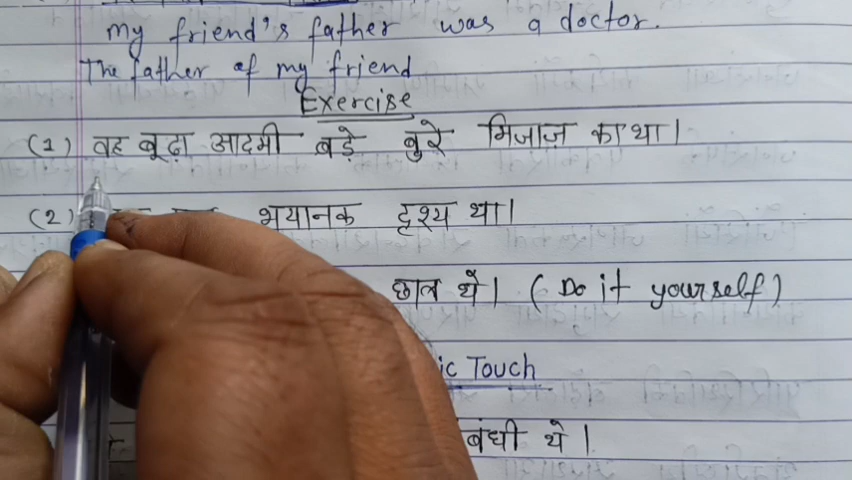 my friend's father was a doctor.
The father of my friend
Exercise
(1) वह बूढ़ा आदमी बड़े बुरे मिजाज़ का था।
(2) भयानक दृश्य था।
छात्र थे। (Do it yourself)
Touch
थे।